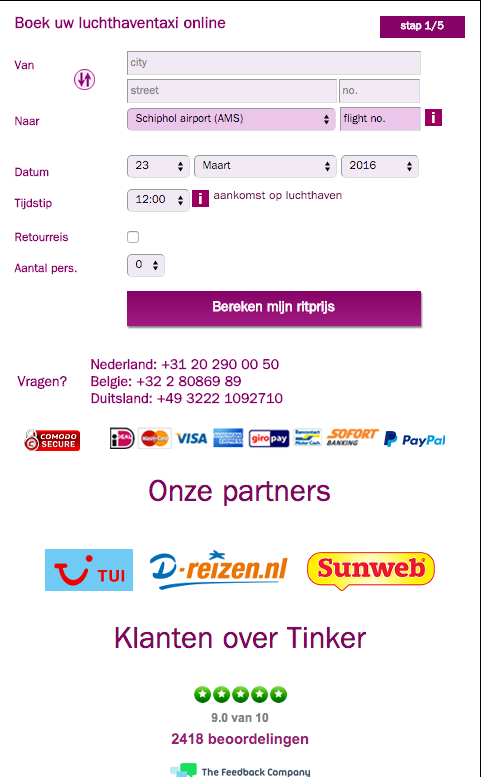 Boek uw luchthaventaxi online
stap 1/5
Van
city
street
no.
Naar
Schiphol airport (AMS)
flight no.
i
Datum
23
Maart
2016
Tijdstip
12:00
i
aankomst op luchthaven
Retourreis
Aantal pers.
0
Bereken mijn ritprijs
Vragen?
Nederland: +31 20 290 00 50
Belgie: +32 2 80869 89
Duitsland: +49 3222 1092710
COMODO SECURE
iDEAL
MasterCard
VISA
AMERICAN EXPRESS
giropay
Bancontact Mister Cash
SOFORT BANKING
PayPal
Onze partners
TUI
D-reizen.nl
Sunweb
Klanten over Tinker
9.0 van 10
2418 beoordelingen
The Feedback Company